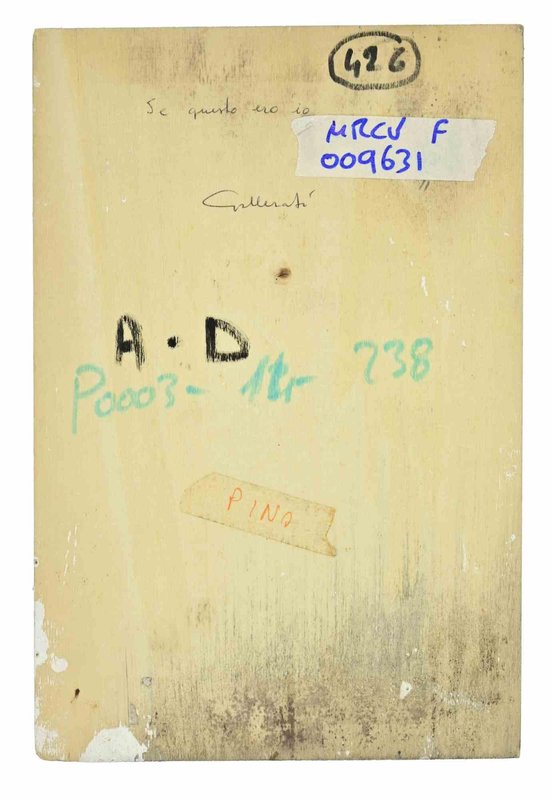 426
Se questo ero io
MRCV F
009631
Gallerati
A · D
P0003- 738
PINO